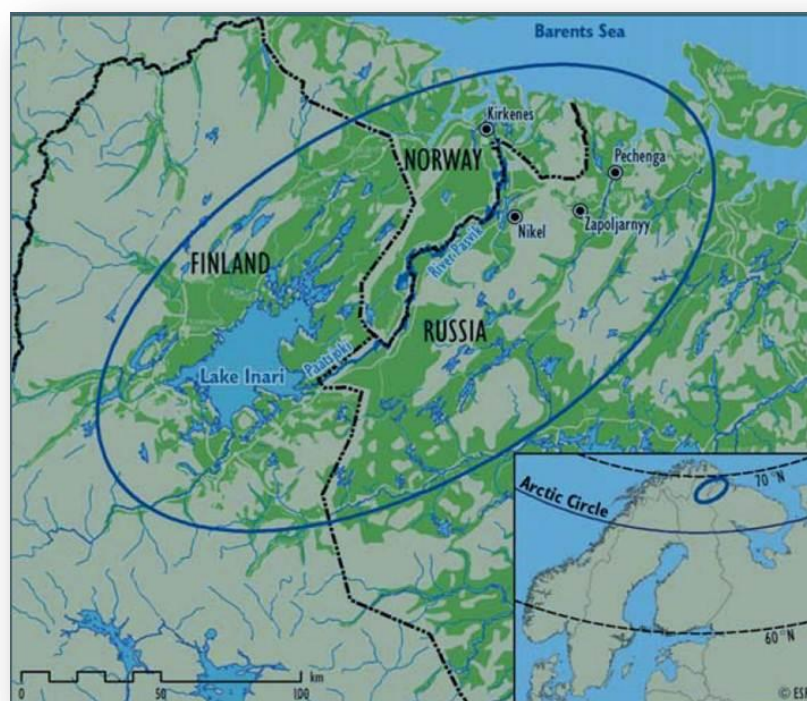 Barents Sea
Kirkenes
NORWAY
Pechenga
Nikel
Zapoljarnyy
River Pasvik
FINLAND
RUSSIA
Paatsjoki
Lake Inari
70°N
Arctic Circle
60°N
km
0
50
100